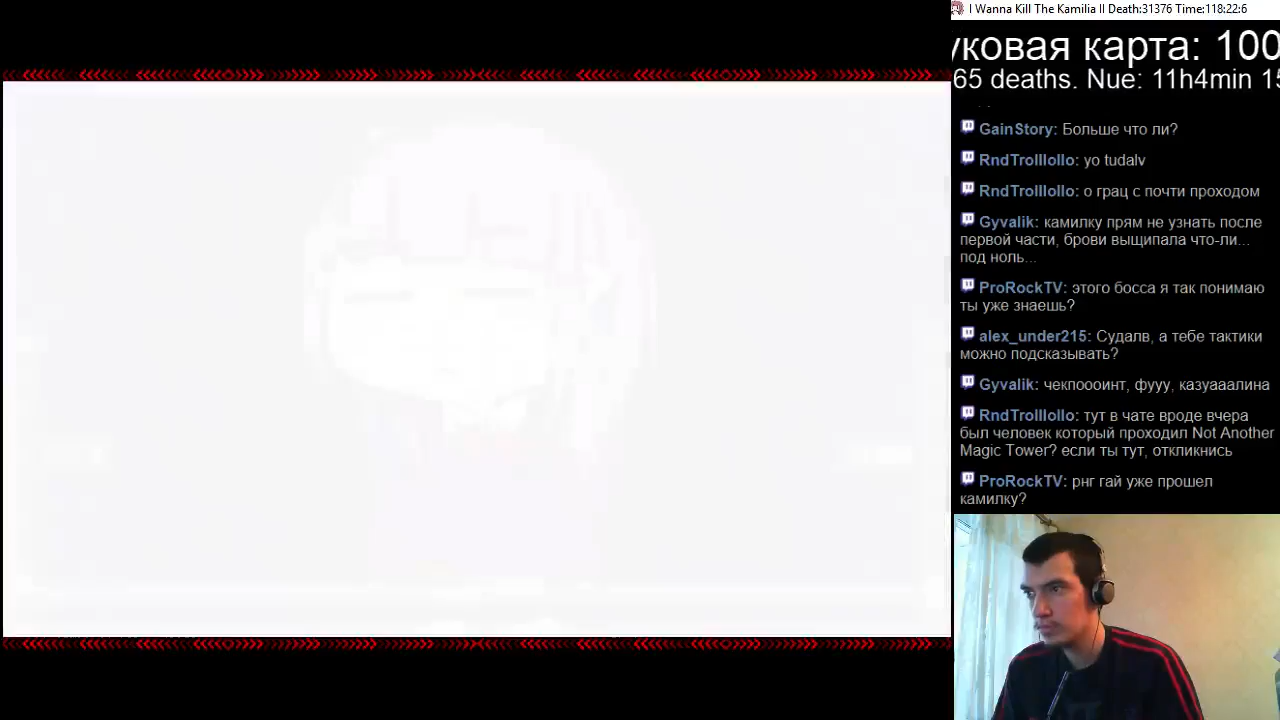 I Wanna Kill The Kamilia II Death:31376 Time:118:22:6
уковая карта: 100
65 deaths. Nue: 11h4min 15
GainStory: Больше что ли?
RndTrolllollo: yo tudalv
RndTrolllollo: о грац с почти проходом
Gyvalik: камилку прям не узнать после
первой части, брови выщипала что-ли...
под ноль...
ProRockTV: этого босса я так понимаю
ты уже знаешь?
alex_under215: Судалв, а тебе тактики
можно подсказывать?
Gyvalik: чекпоооинт, фууу, казуааалина
RndTrolllollo: тут в чате вроде вчера
был человек который проходил Not Another
Magic Tower? если ты тут, откликнись
ProRockTV: рнг гай уже прошел
камилку?